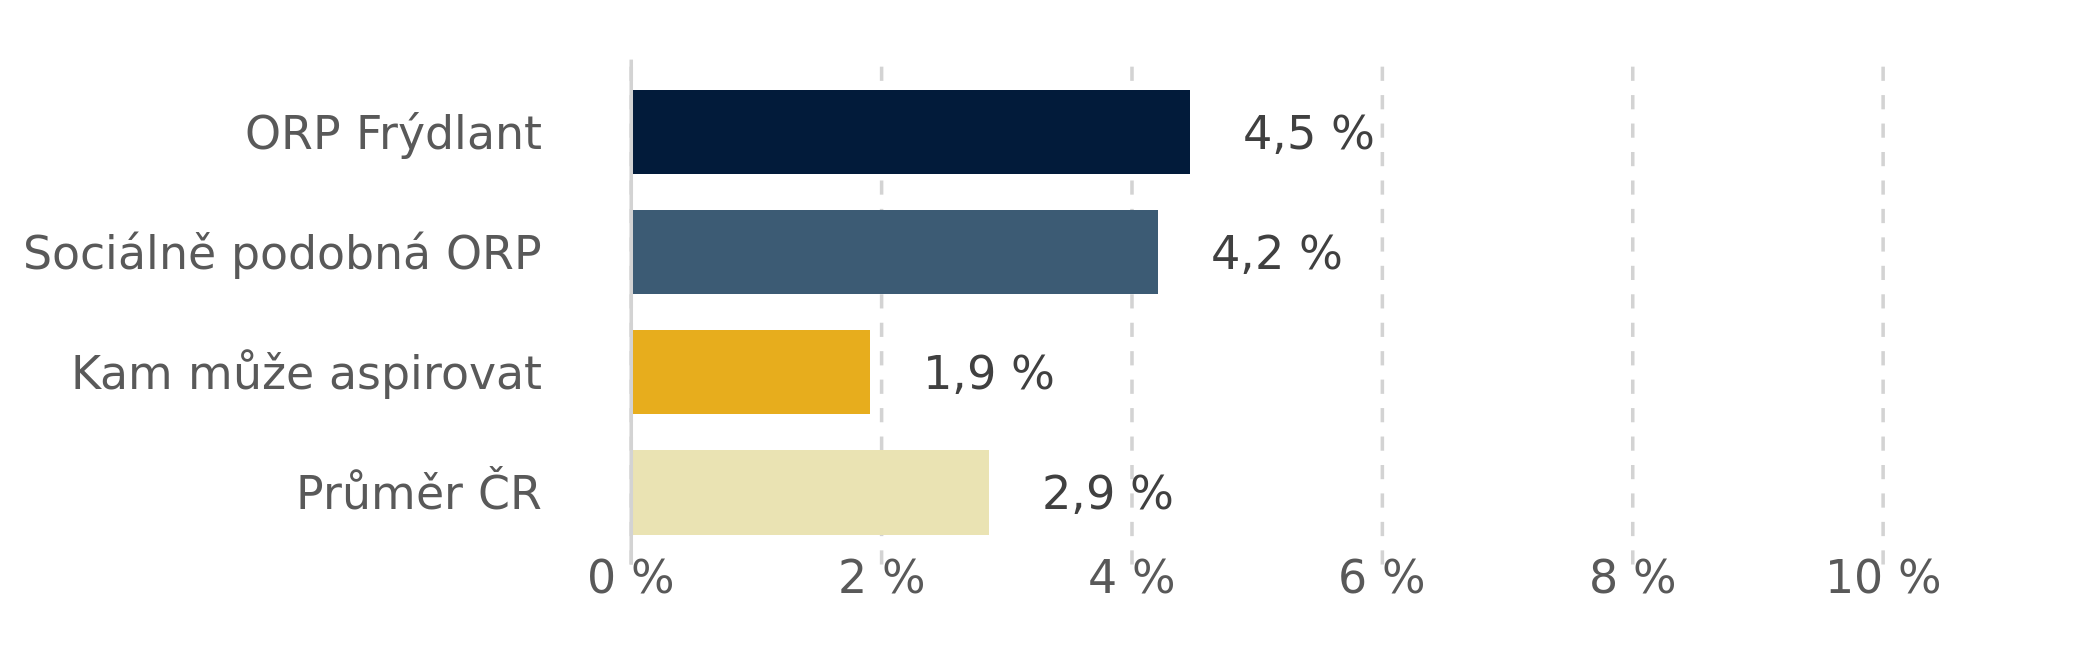 ORP Frýdlant 4,5 %
Sociálně podobná ORP 4,2 %
Kam může aspirovat 1,9 %
Průměr ČR 2,9 %
0 % 2 % 4 % 6 % 8 % 10 %